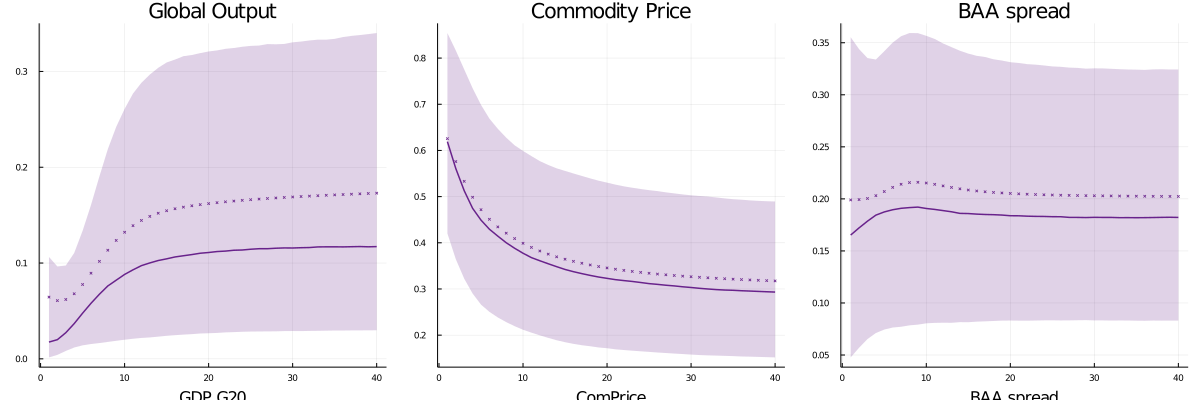 Global Output Commodity Price BAA spread
0.3 0.8 0.35
0.7 0.30
0.2 0.6 0.25
0.5 0.20
0.1 0.4 0.15
0.3 0.10
0.0 0.2 0.05
0 10 20 30 40 0 10 20 30 40 0 10 20 30 40
GDP G20 ComPrice BAA spread